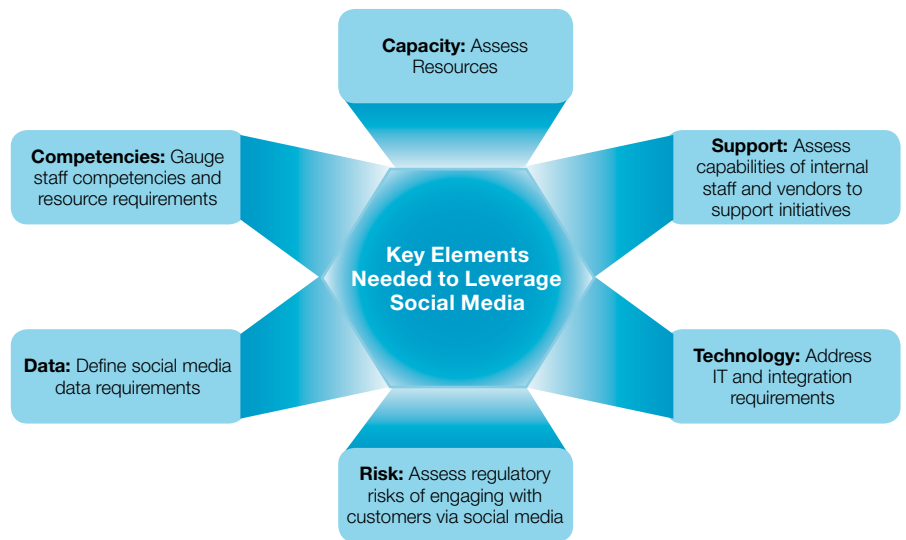 Capacity: Assess
Resources
Competencies: Gauge
staff competencies and
resource requirements
Support: Assess
capabilities of internal
staff and vendors to
support initiatives
Key Elements
Needed to Leverage
Social Media
Data: Define social media
data requirements
Technology: Address
IT and integration
requirements
Risk: Assess regulatory
risks of engaging with
customers via social media